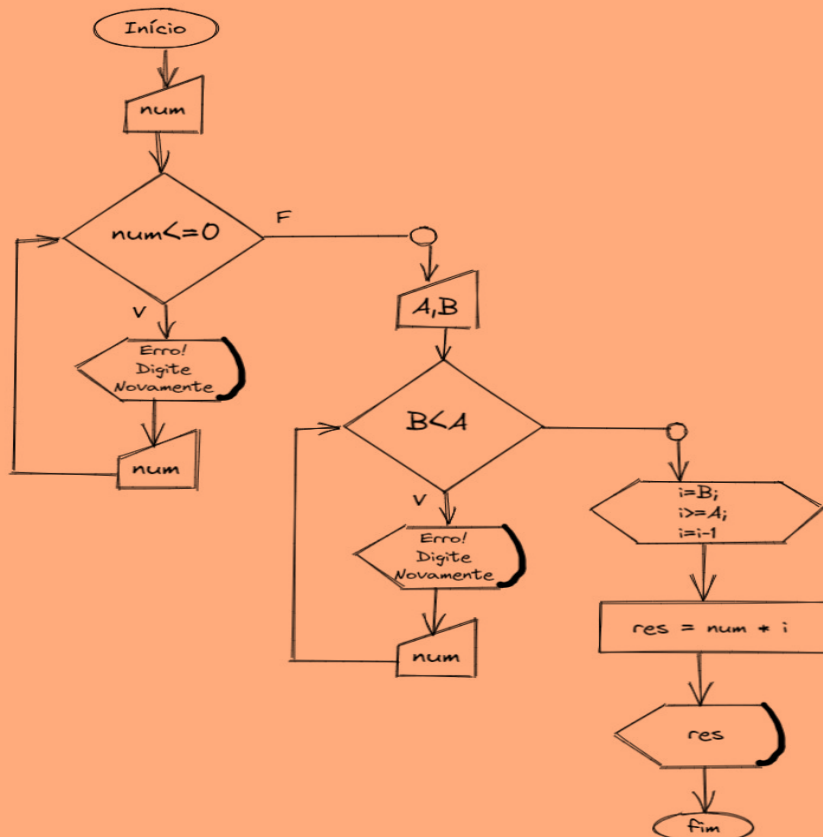 Início
num
num<=0
F
V
Erro!
Digite
Novamente
num
A,B
B<A
V
Erro!
Digite
Novamente
num
i=B;
i>=A;
i=i-1
res = num * i
res
fim